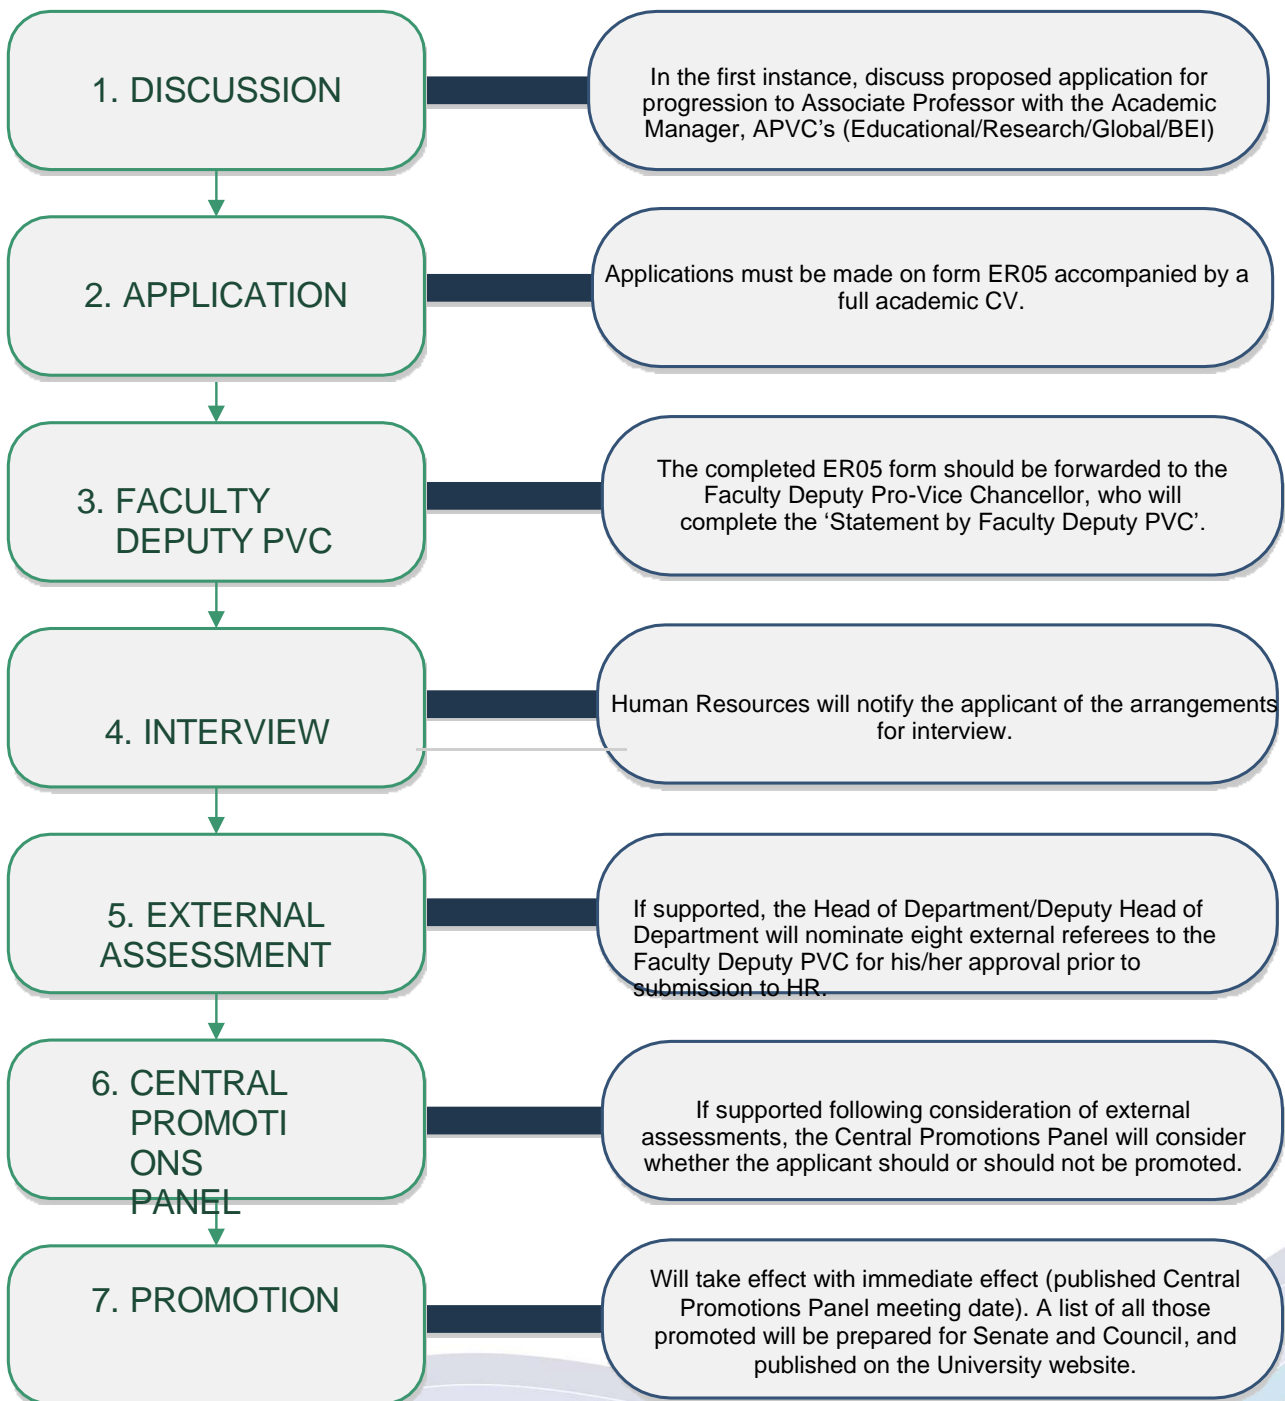 1. DISCUSSION
In the first instance, discuss proposed application for
progression to Associate Professor with the Academic
Manager, APVC's (Educational/Research/Global/BEI)
2. APPLICATION
Applications must be made on form ER05 accompanied by a
full academic CV.
3. FACULTY
DEPUTY PVC
The completed ER05 form should be forwarded to the
Faculty Deputy Pro-Vice Chancellor, who will
complete the ‘Statement by Faculty Deputy PVC’.
4. INTERVIEW
Human Resources will notify the applicant of the arrangements
for interview.
5. EXTERNAL
ASSESSMENT
If supported, the Head of Department/Deputy Head of
Department will nominate eight external referees to the
Faculty Deputy PVC for his/her approval prior to
submission to HR.
6. CENTRAL
PROMOTI
ONS
PANEL
If supported following consideration of external
assessments, the Central Promotions Panel will consider
whether the applicant should or should not be promoted.
7. PROMOTION
Will take effect with immediate effect (published Central
Promotions Panel meeting date). A list of all those
promoted will be prepared for Senate and Council, and
published on the University website.